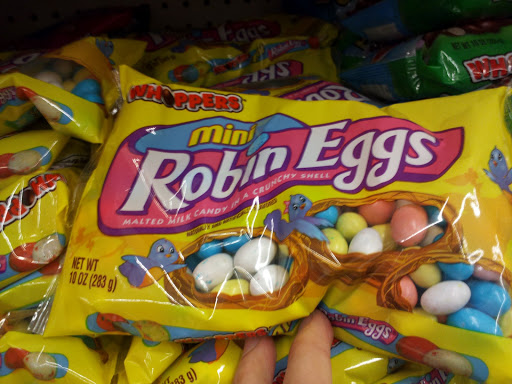 WHOPPERS
mini
Robin Eggs
MALTED MILK CANDY IN A CRUNCHY SHELL
NET WT
10 OZ (283 g)
Robin Eggs